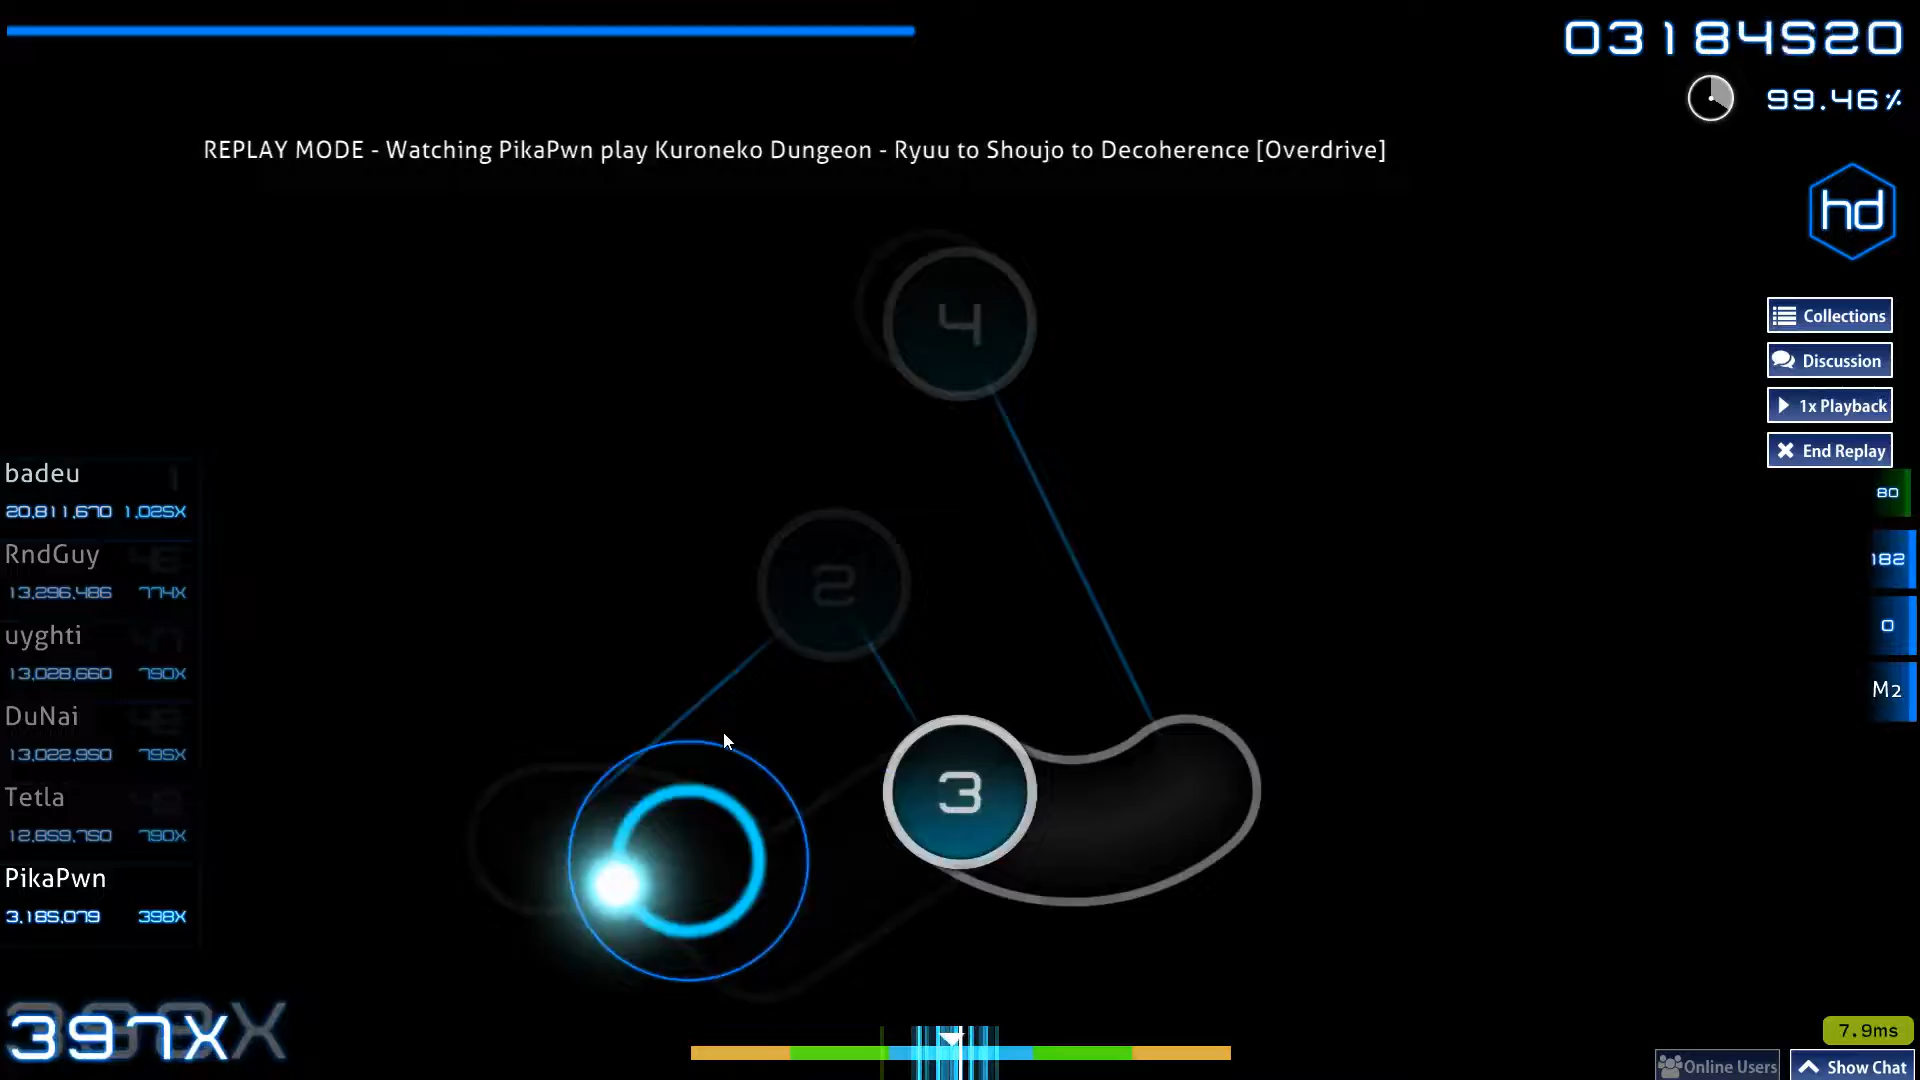 03184520
99.46%
REPLAY MODE - Watching PikaPwn play Kuroneko Dungeon - Ryuu to Shoujo to Decoherence [Overdrive]
hd
4
Collections
Discussion
1x Playback
End Replay
badeu
1
20,811,670 1,025X
80
RndGuy
13,296,486 774X
182
2
uyghti
13,028,660 790X
0
DuNai
13,022,950 795X
M2
Tetla
12,859,750 790X
3
PikaPwn
3,185,079 398X
397X
7.9ms
Online Users
Show Chat